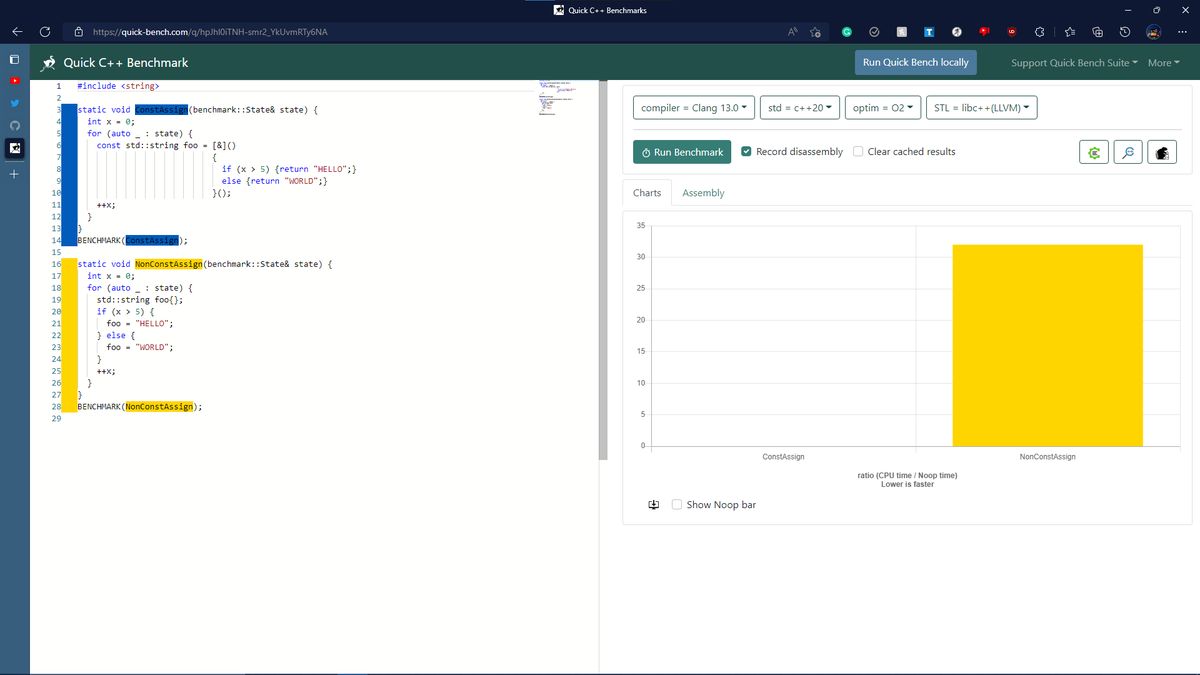 Quick C++ Benchmarks
https://quick-bench.com/q/hpJhl0iTNH-smr2_YkUvmRTy6NA
Quick C++ Benchmark
Run Quick Bench locally
Support Quick Bench Suite
More
1 #include <string>
2
3 static void ConstAssign(benchmark::State& state) {
4 int x = 0;
5 for (auto _ : state) {
6 const std::string foo = [&]()
7 {
8 if (x > 5) {return "HELLO";}
9 else {return "WORLD";}
10 }();
11 ++x;
12 }
13 }
14 BENCHMARK(ConstAssign);
15
16 static void NonConstAssign(benchmark::State& state) {
17 int x = 0;
18 for (auto _ : state) {
19 std::string foo{};
20 if (x > 5) {
21 foo = "HELLO";
22 } else {
23 foo = "WORLD";
24 }
25 ++x;
26 }
27 }
28 BENCHMARK(NonConstAssign);
29
compiler = Clang 13.0
std = c++20
optim = O2
STL = libc++(LLVM)
Run Benchmark
Record disassembly
Clear cached results
Charts
Assembly
35
30
25
20
15
10
5
0
ConstAssign
NonConstAssign
ratio (CPU time / Noop time)
Lower is faster
Show Noop bar